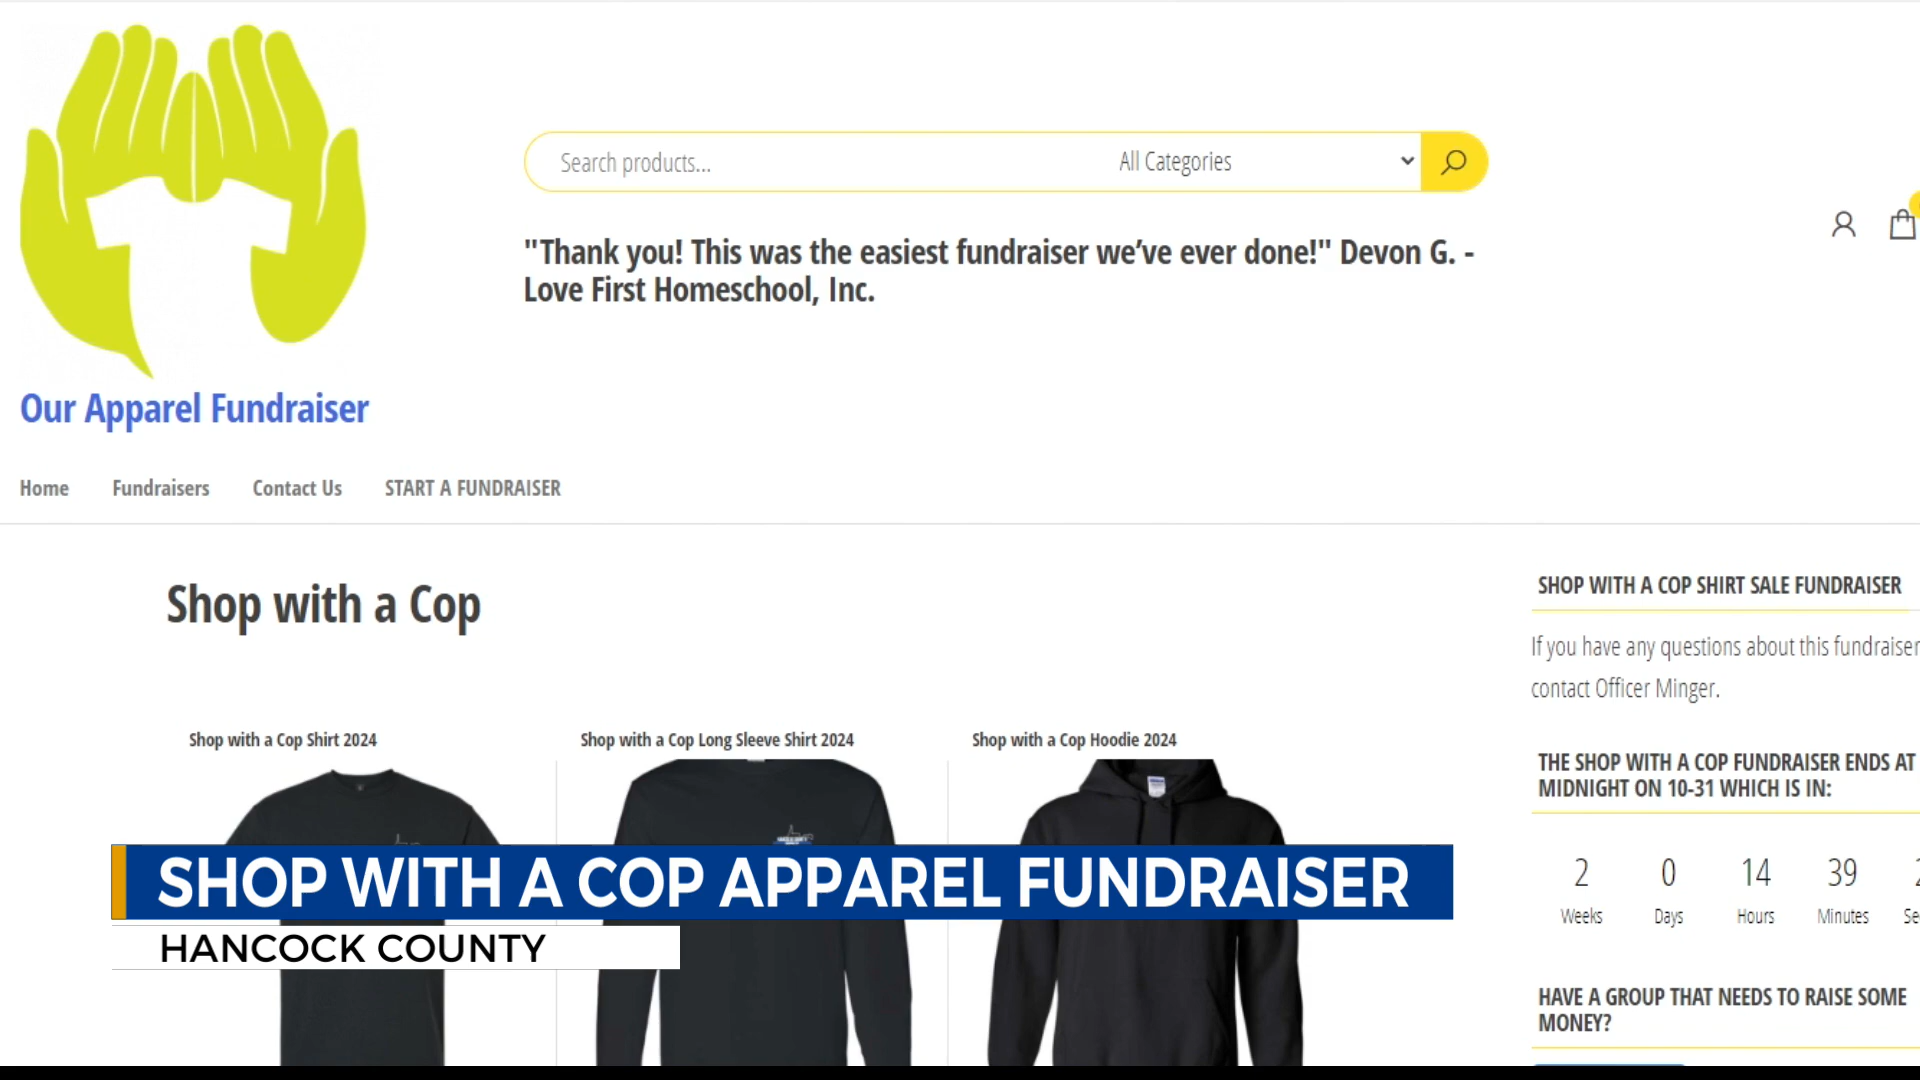 Search products...
All Categories
"Thank you! This was the easiest fundraiser we’ve ever done!" Devon G. -
Love First Homeschool, Inc.
Our Apparel Fundraiser
Home
Fundraisers
Contact Us
START A FUNDRAISER
Shop with a Cop
Shop with a Cop Shirt 2024
Shop with a Cop Long Sleeve Shirt 2024
Shop with a Cop Hoodie 2024
SHOP WITH A COP SHIRT SALE FUNDRAISER
If you have any questions about this fundraiser
contact Officer Minger.
THE SHOP WITH A COP FUNDRAISER ENDS AT
MIDNIGHT ON 10-31 WHICH IS IN:
2 0 14 39
Weeks Days Hours Minutes
HAVE A GROUP THAT NEEDS TO RAISE SOME
MONEY?
SHOP WITH A COP APPAREL FUNDRAISER
HANCOCK COUNTY